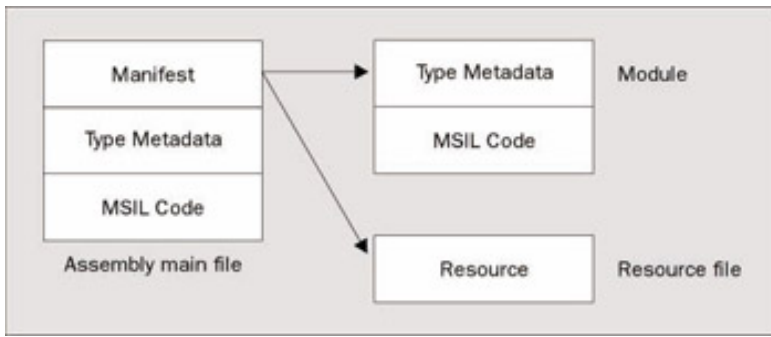 Manifest
Type Metadata
MSIL Code
Assembly main file
Type Metadata
Module
MSIL Code
Resource
Resource file